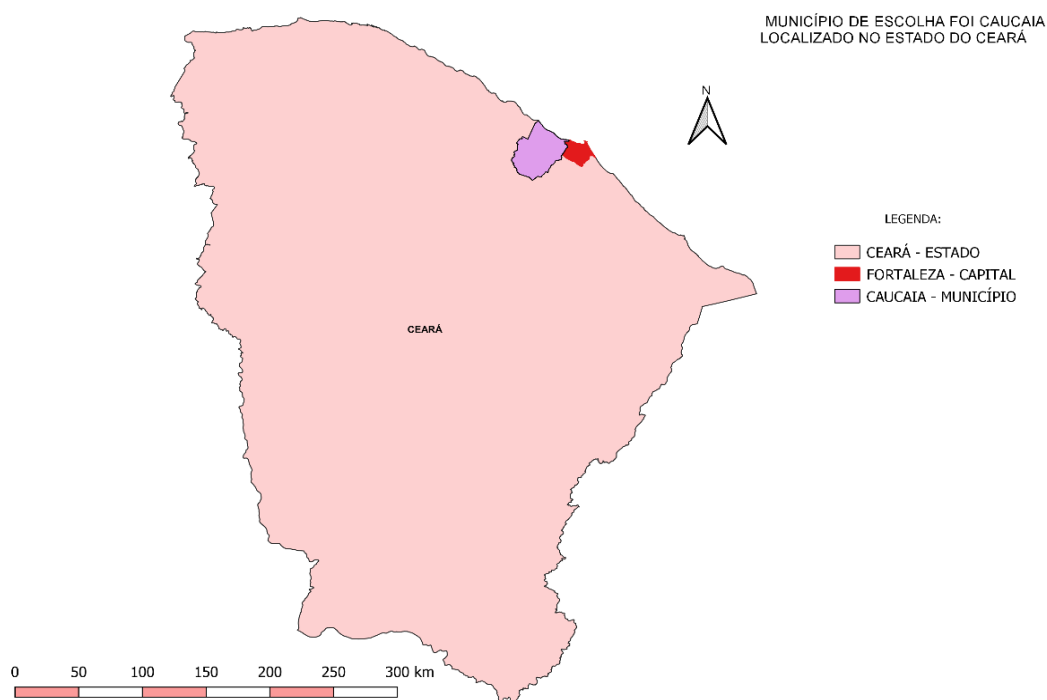 MUNICÍPIO DE ESCOLHA FOI CAUCAIA
LOCALIZADO NO ESTADO DO CEARÁ
N
LEGENDA:
CEARÁ - ESTADO
FORTALEZA - CAPITAL
CAUCAIA - MUNICÍPIO
CEARÁ
0 50 100 150 200 250 300 km